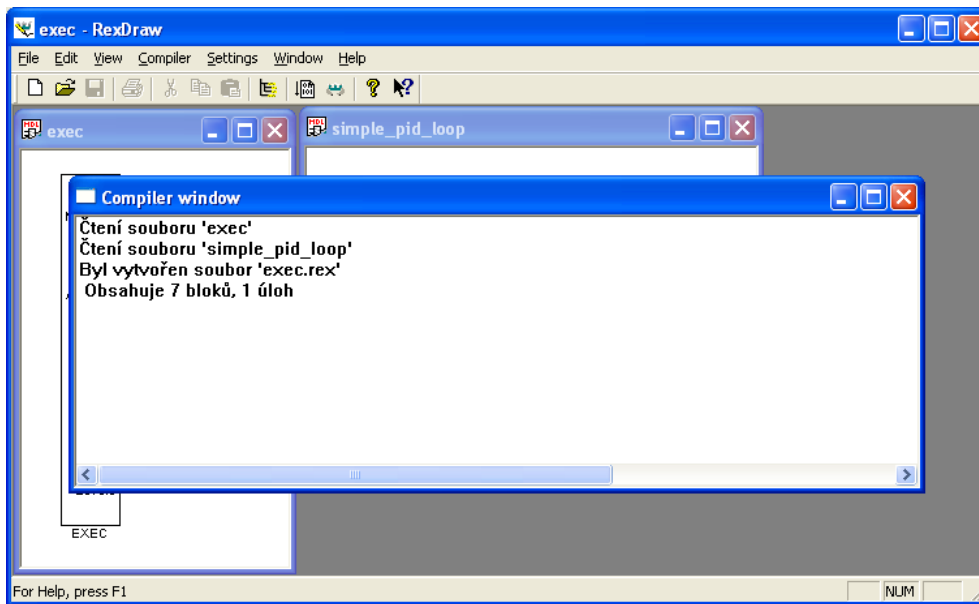 exec - RexDraw
File Edit View Compiler Settings Window Help
exec
simple_pid_loop
Compiler window
Čtení souboru 'exec'
Čtení souboru 'simple_pid_loop'
Byl vytvořen soubor 'exec.rex'
Obsahuje 7 bloků, 1 úloh
EXEC
For Help, press F1
NUM